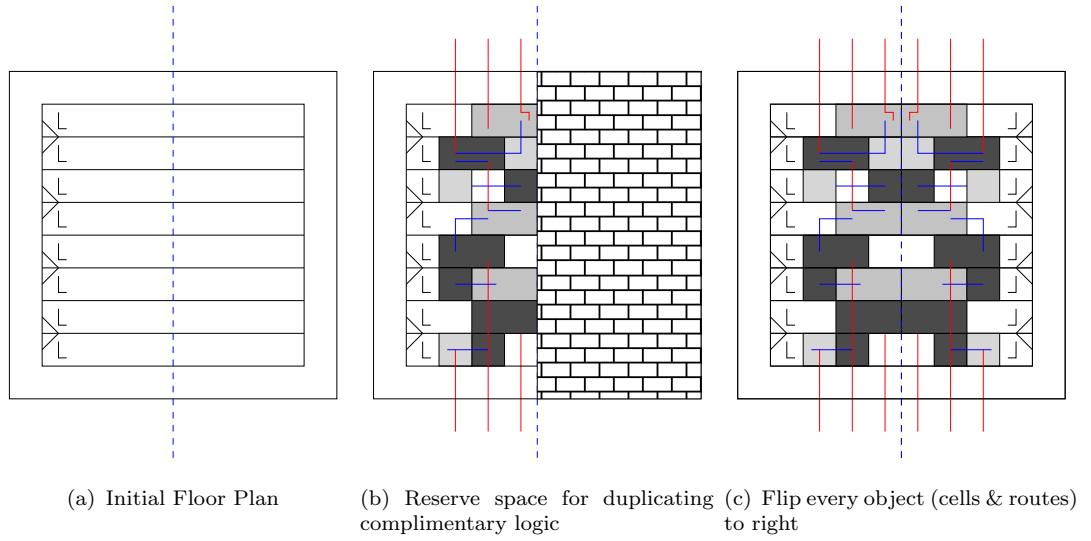 (a) Initial Floor Plan
(b) Reserve space for duplicating
complimentary logic
(c) Flip every object (cells & routes)
to right